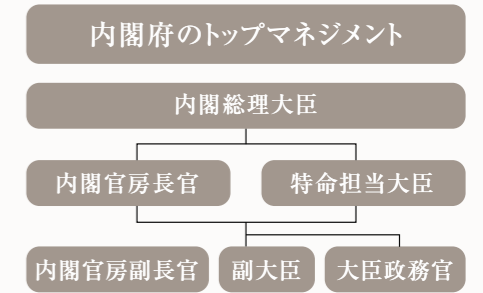 内閣府のトップマネジメント
内閣総理大臣
内閣官房長官
特命担当大臣
内閣官房副長官
副大臣
大臣政務官